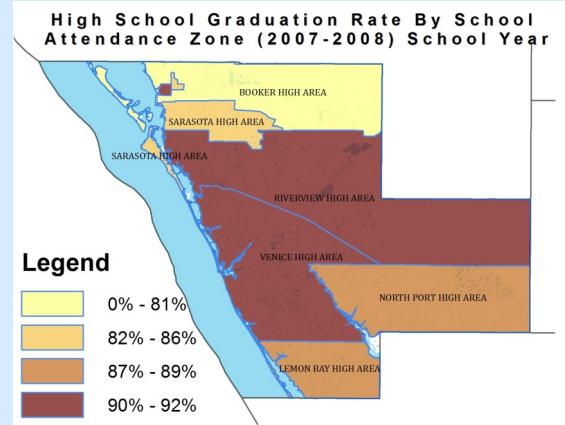 High School Graduation Rate By School
Attendance Zone (2007-2008) School Year
BOOKER HIGH AREA
SARASOTA HIGH AREA
SARASOTA HIGH AREA
RIVERVIEW HIGH AREA
VENICE HIGH AREA
NORTH PORT HIGH AREA
LEMON BAY HIGH AREA
Legend
0% - 81%
82% - 86%
87% - 89%
90% - 92%